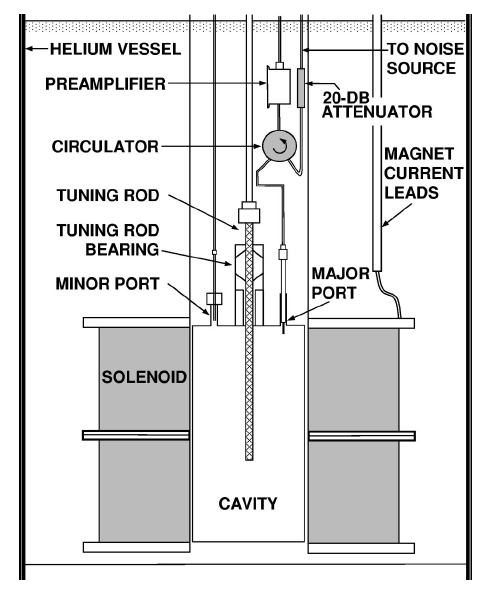 HELIUM VESSEL
TO NOISE
SOURCE
PREAMPLIFIER
20-DB
ATTENUATOR
CIRCULATOR
MAGNET
CURRENT
LEADS
TUNING ROD
TUNING ROD
BEARING
MINOR PORT
MAJOR
PORT
SOLENOID
CAVITY